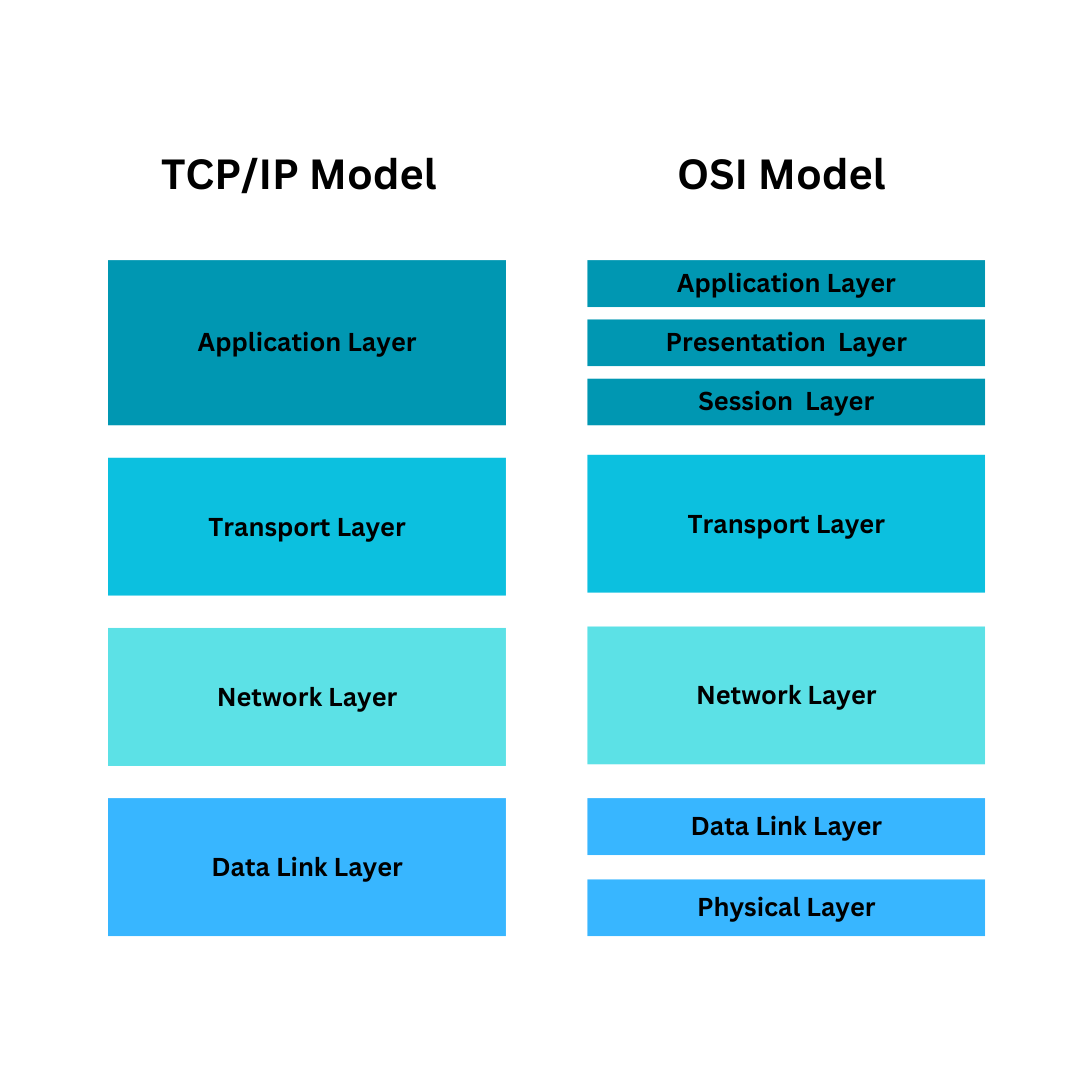 TCP/IP Model
Application Layer
Transport Layer
Network Layer
Data Link Layer
OSI Model
Application Layer
Presentation  Layer
Session  Layer
Transport Layer
Network Layer
Data Link Layer
Physical Layer